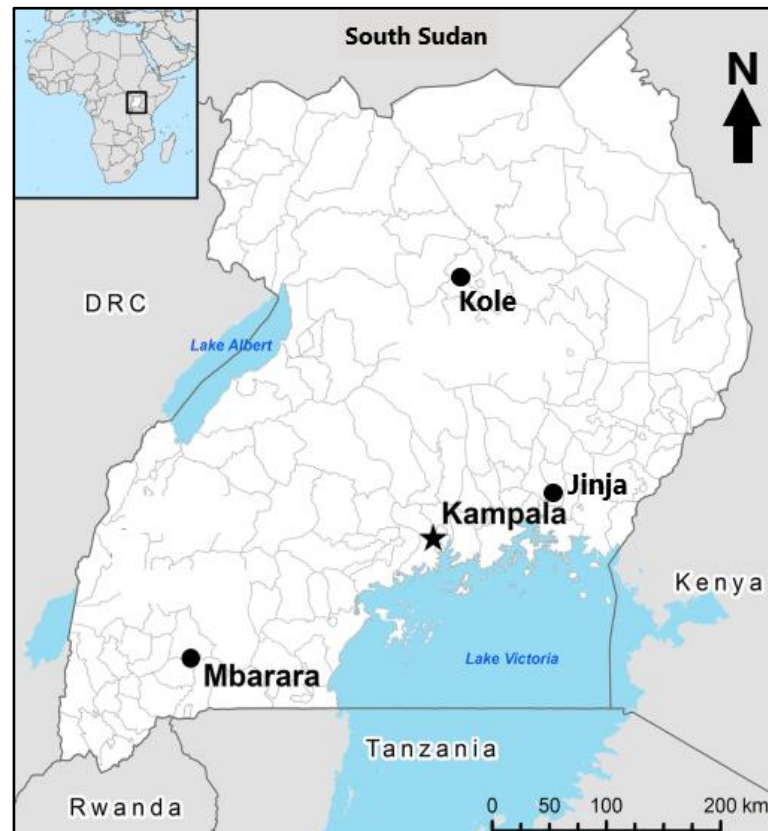 South Sudan
N
DRC
Kole
Lake Albert
Jinja
Kampala
Kenya
Lake Victoria
Mbarara
Tanzania
Rwanda
0 50 100 200 km